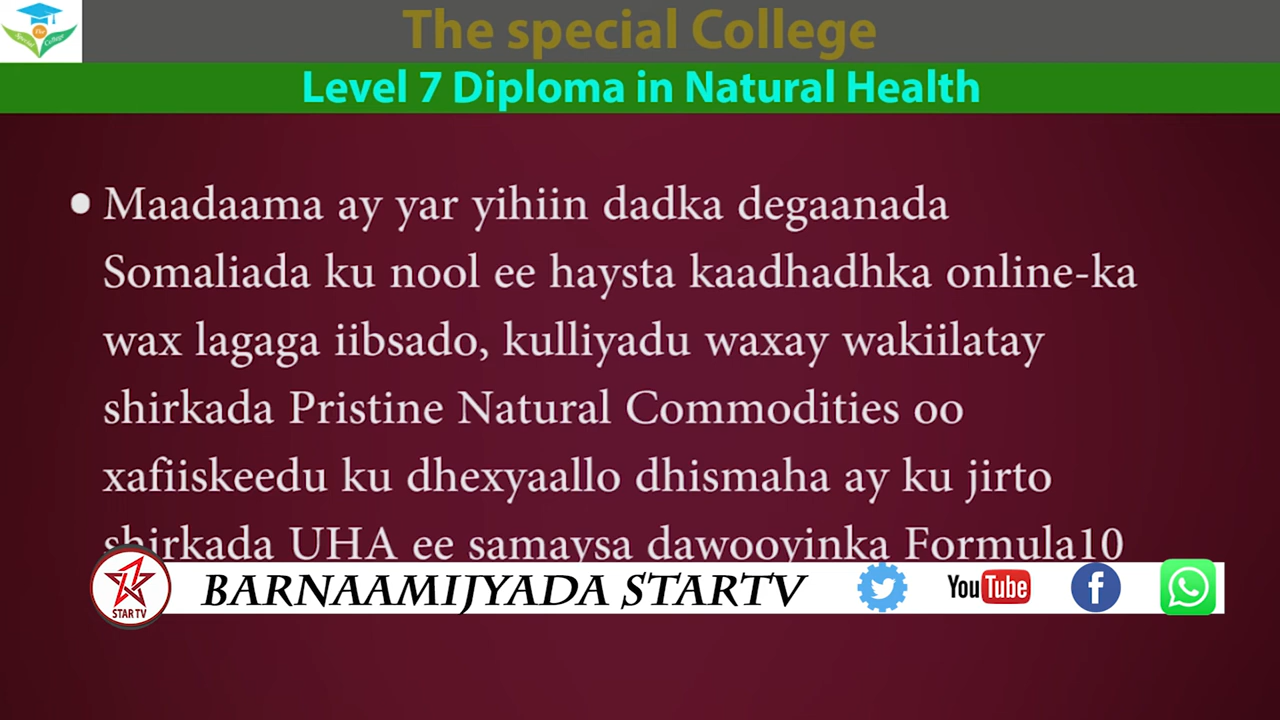 The special College
Level 7 Diploma in Natural Health
• Maadaama ay yar yihiin dadka degaanada
Somaliada ku nool ee haysta kaadhadhka online-ka
wax lagaga iibsado, kulliyadu waxay wakiilatay
shirkada Pristine Natural Commodities oo
xafiiskeedu ku dhexyaallo dhismaha ay ku jirto
shirkada UHA ee samaysa dawooyinka Formula10
STAR TV
BARNAAMIJYADA STARTV
YouTube